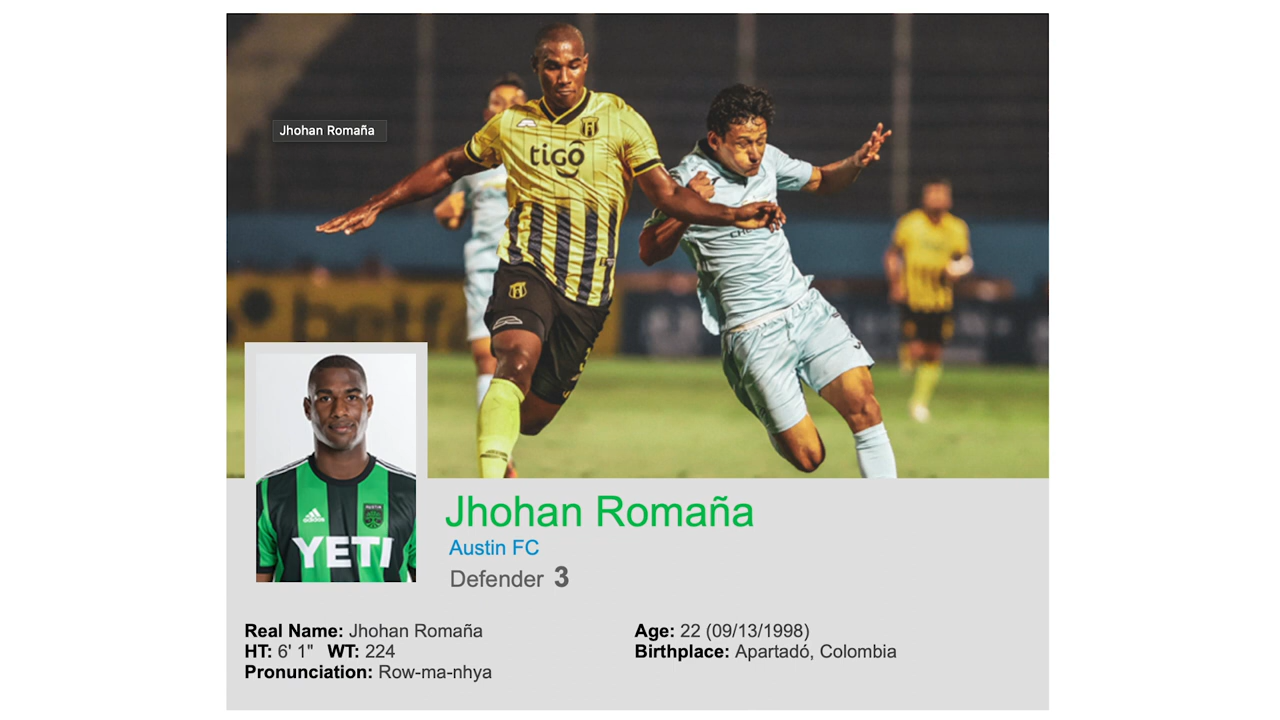 Jhohan Romaña
tigo
YETI
Jhohan Romaña
Austin FC
Defender 3
Real Name: Jhohan Romaña
HT: 6' 1" WT: 224
Pronunciation: Row-ma-nhya
Age: 22 (09/13/1998)
Birthplace: Apartadó, Colombia